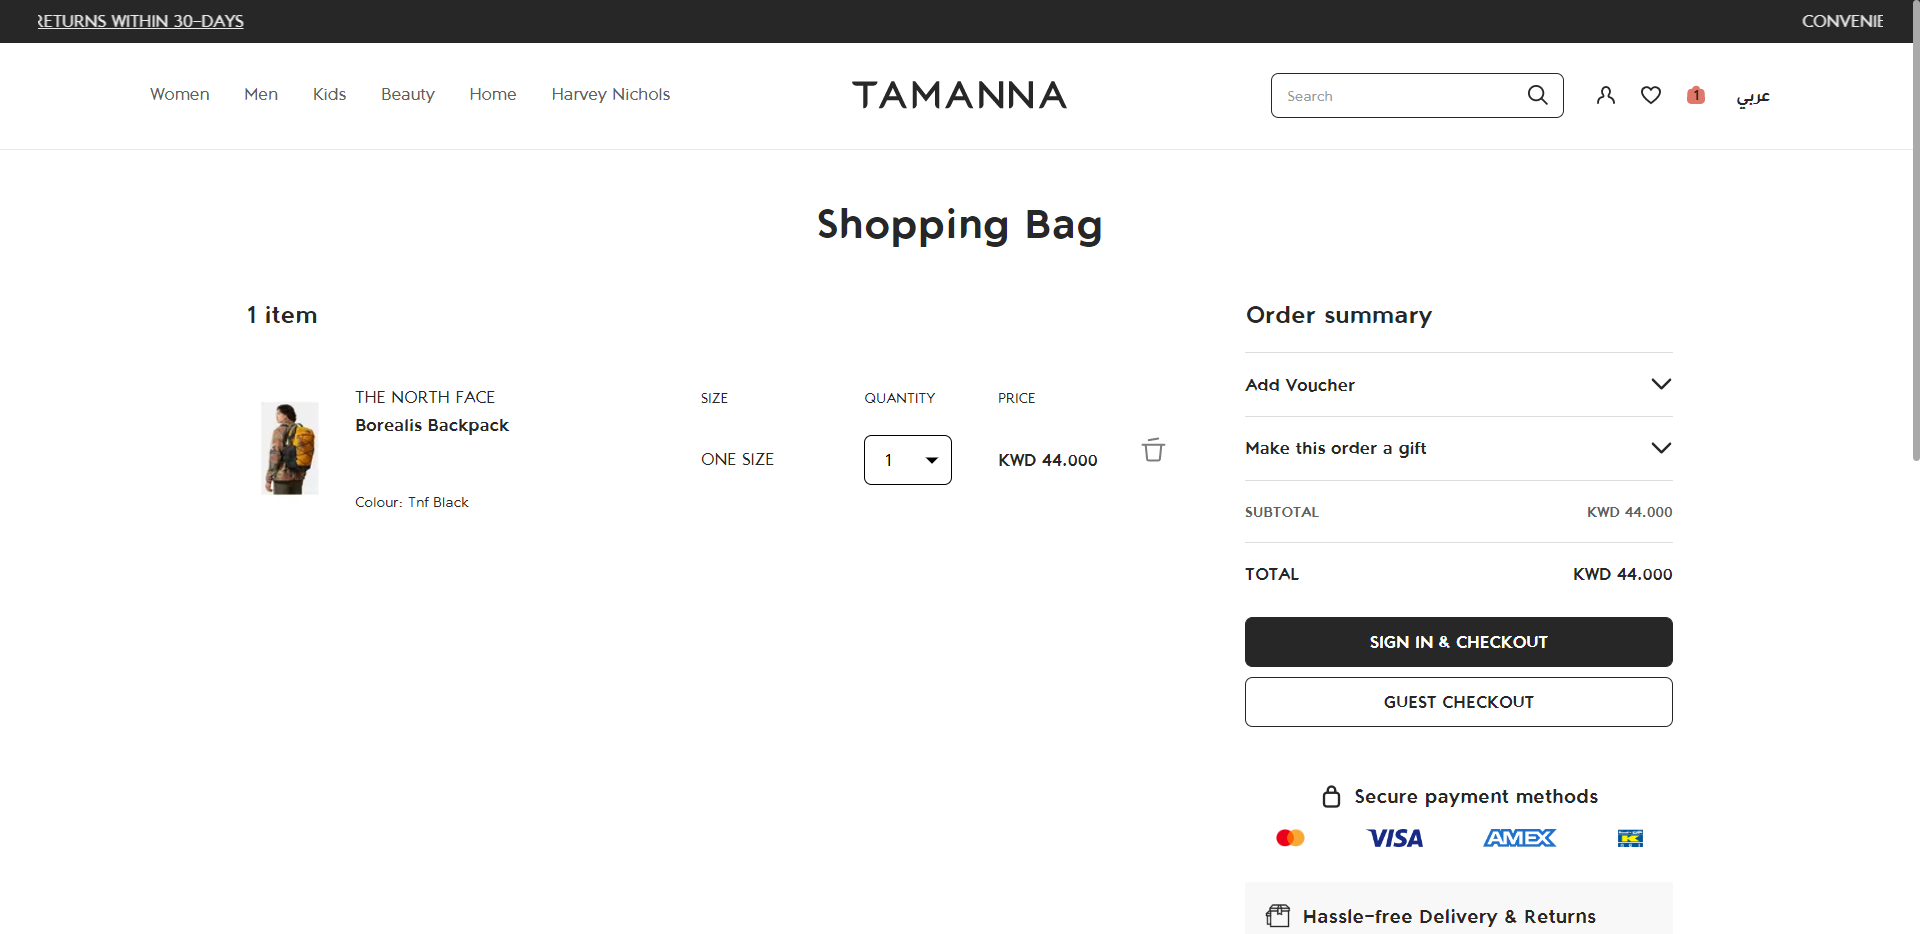 RETURNS WITHIN 30-DAYS
CONVENIE
Women Men Kids Beauty Home Harvey Nichols
TAMANNA
Search
1
عربي
Shopping Bag
1 item
THE NORTH FACE
Borealis Backpack
Colour: Tnf Black
SIZE
ONE SIZE
QUANTITY
1
PRICE
KWD 44.000
Order summary
Add Voucher
Make this order a gift
SUBTOTAL KWD 44.000
TOTAL KWD 44.000
SIGN IN & CHECKOUT
GUEST CHECKOUT
Secure payment methods
VISA AMEX
Hassle-free Delivery & Returns